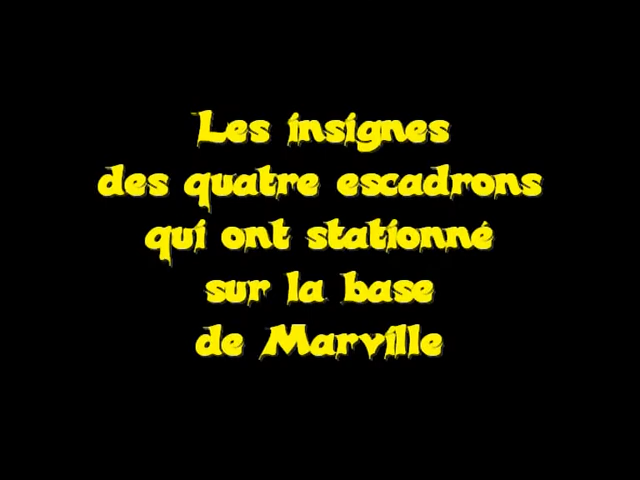 Les insignes
des quatre escadrons
qui ont stationné
sur la base
de Marville